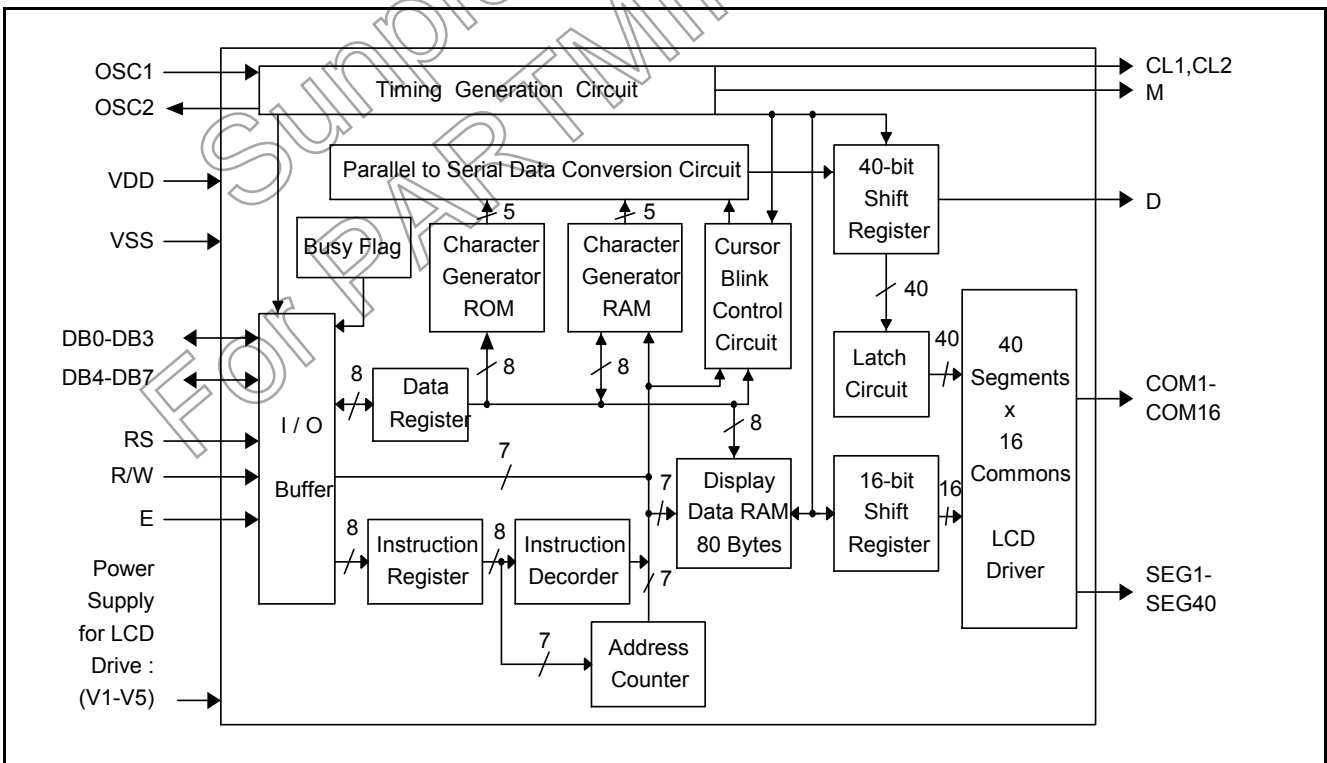 Sunpl
For PARTMin
OSC1
OSC2
VDD
VSS
DB0-DB3
DB4-DB7
RS
R/W
E
Power
Supply
for LCD
Drive :
(V1-V5)
Timing Generation Circuit
Parallel to Serial Data Conversion Circuit
5
5
Busy Flag
Character
Generator
ROM
Character
Generator
RAM
Cursor
Blink
Control
Circuit
40-bit
Shift
Register
40
8
8
8
Data
Register
8
I / O
Buffer
7
8
Instruction
Register
8
Instruction
Decorder
7
7
7
Address
Counter
Display
Data RAM
80 Bytes
Latch
Circuit
40
16-bit
Shift
Register
16
40
Segments
x
16
Commons
LCD
Driver
CL1,CL2
M
D
COM1-
COM16
SEG1-
SEG40